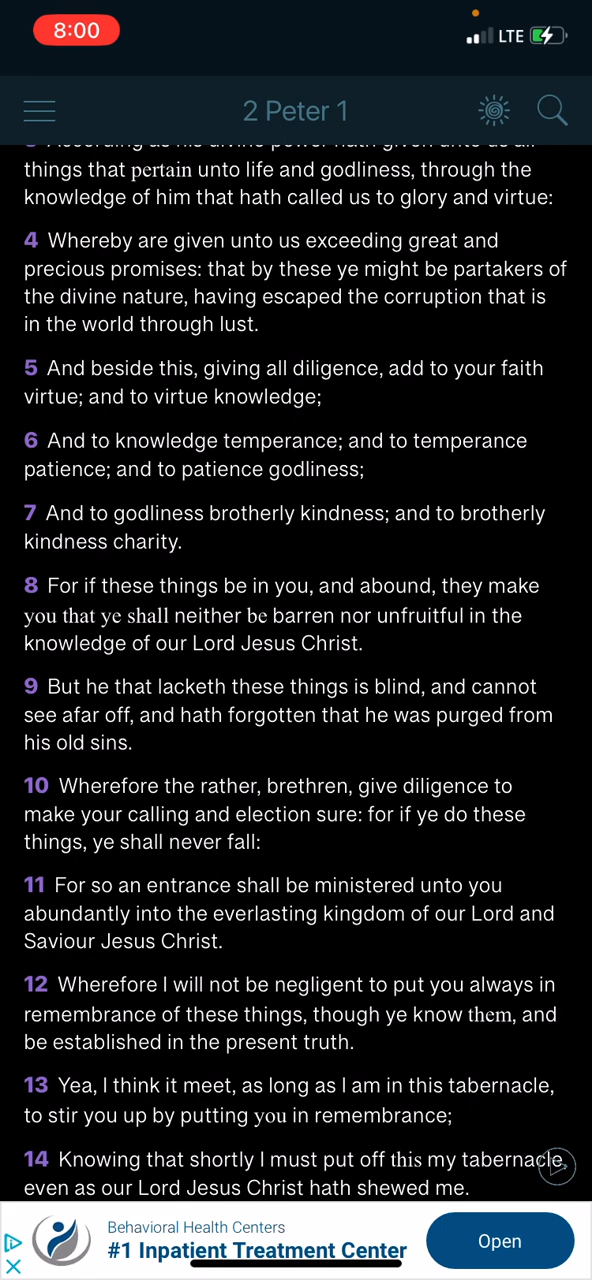 8:00
LTE
2 Peter 1
3 According as his divine power hath given unto us all
things that pertain unto life and godliness, through the
knowledge of him that hath called us to glory and virtue:
4 Whereby are given unto us exceeding great and
precious promises: that by these ye might be partakers of
the divine nature, having escaped the corruption that is
in the world through lust.
5 And beside this, giving all diligence, add to your faith
virtue; and to virtue knowledge;
6 And to knowledge temperance; and to temperance
patience; and to patience godliness;
7 And to godliness brotherly kindness; and to brotherly
kindness charity.
8 For if these things be in you, and abound, they make
you that ye shall neither be barren nor unfruitful in the
knowledge of our Lord Jesus Christ.
9 But he that lacketh these things is blind, and cannot
see afar off, and hath forgotten that he was purged from
his old sins.
10 Wherefore the rather, brethren, give diligence to
make your calling and election sure: for if ye do these
things, ye shall never fall:
11 For so an entrance shall be ministered unto you
abundantly into the everlasting kingdom of our Lord and
Saviour Jesus Christ.
12 Wherefore I will not be negligent to put you always in
remembrance of these things, though ye know them, and
be established in the present truth.
13 Yea, I think it meet, as long as I am in this tabernacle,
to stir you up by putting you in remembrance;
14 Knowing that shortly I must put off this my tabernacle
even as our Lord Jesus Christ hath shewed me.
Behavioral Health Centers
#1 Inpatient Treatment Center
Open